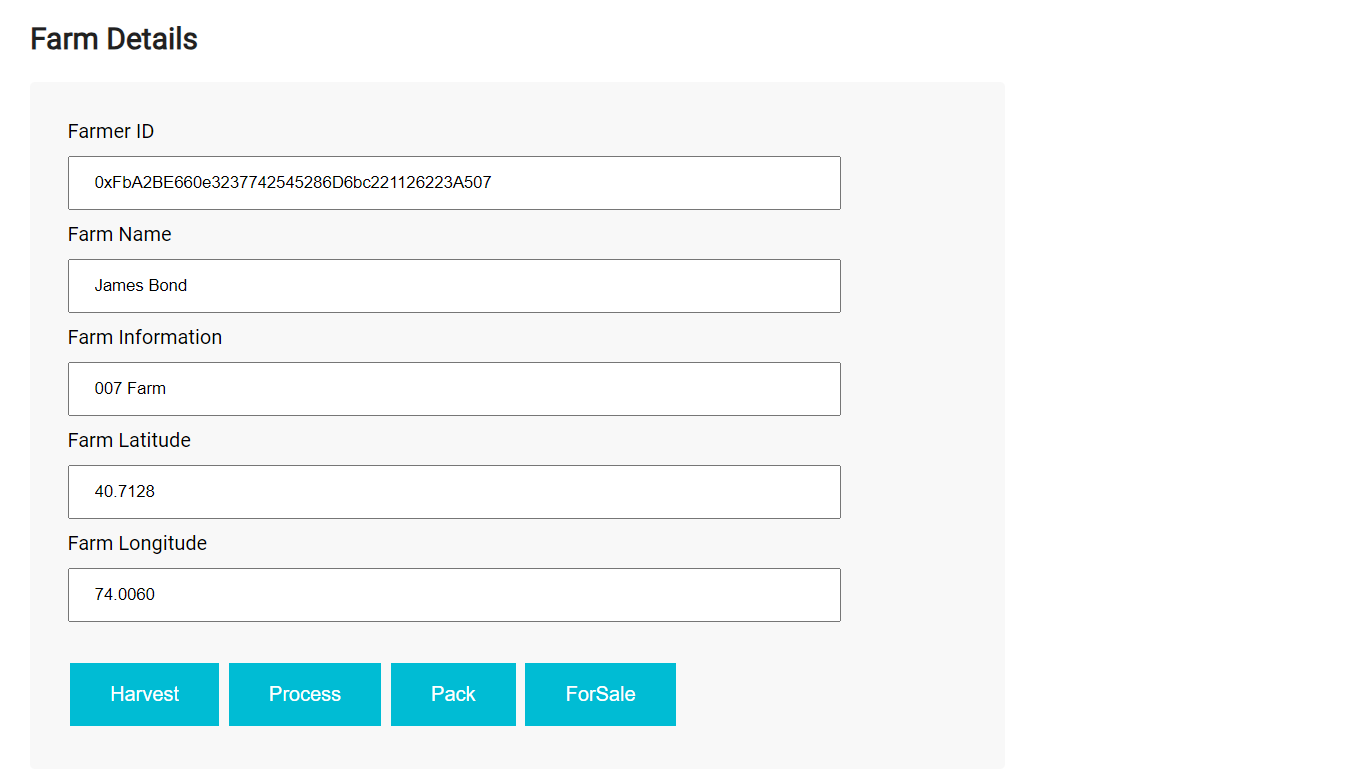 Farm Details
Farmer ID
0xFbA2BE660e3237742545286D6bc221126223A507
Farm Name
James Bond
Farm Information
007 Farm
Farm Latitude
40.7128
Farm Longitude
74.0060
Harvest Process Pack ForSale